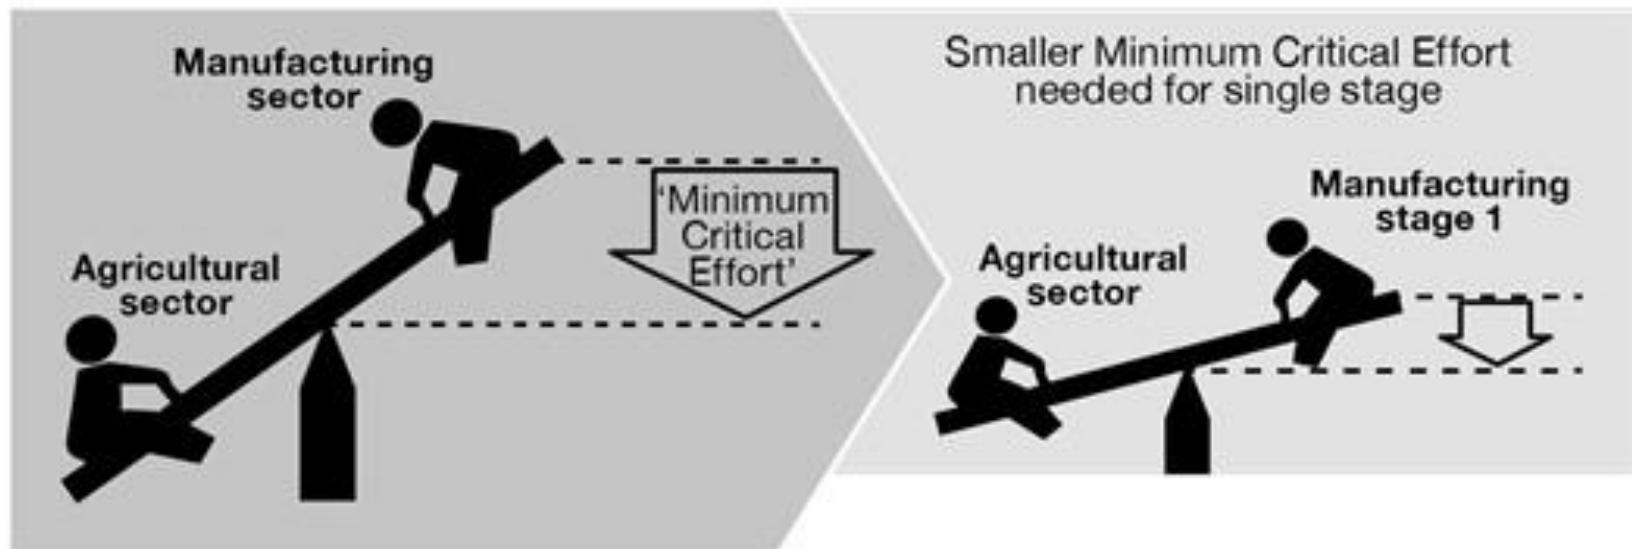 Manufacturing
sector
Agricultural
sector
'Minimum
Critical
Effort'
Smaller Minimum Critical Effort
needed for single stage
Manufacturing
stage 1
Agricultural
sector